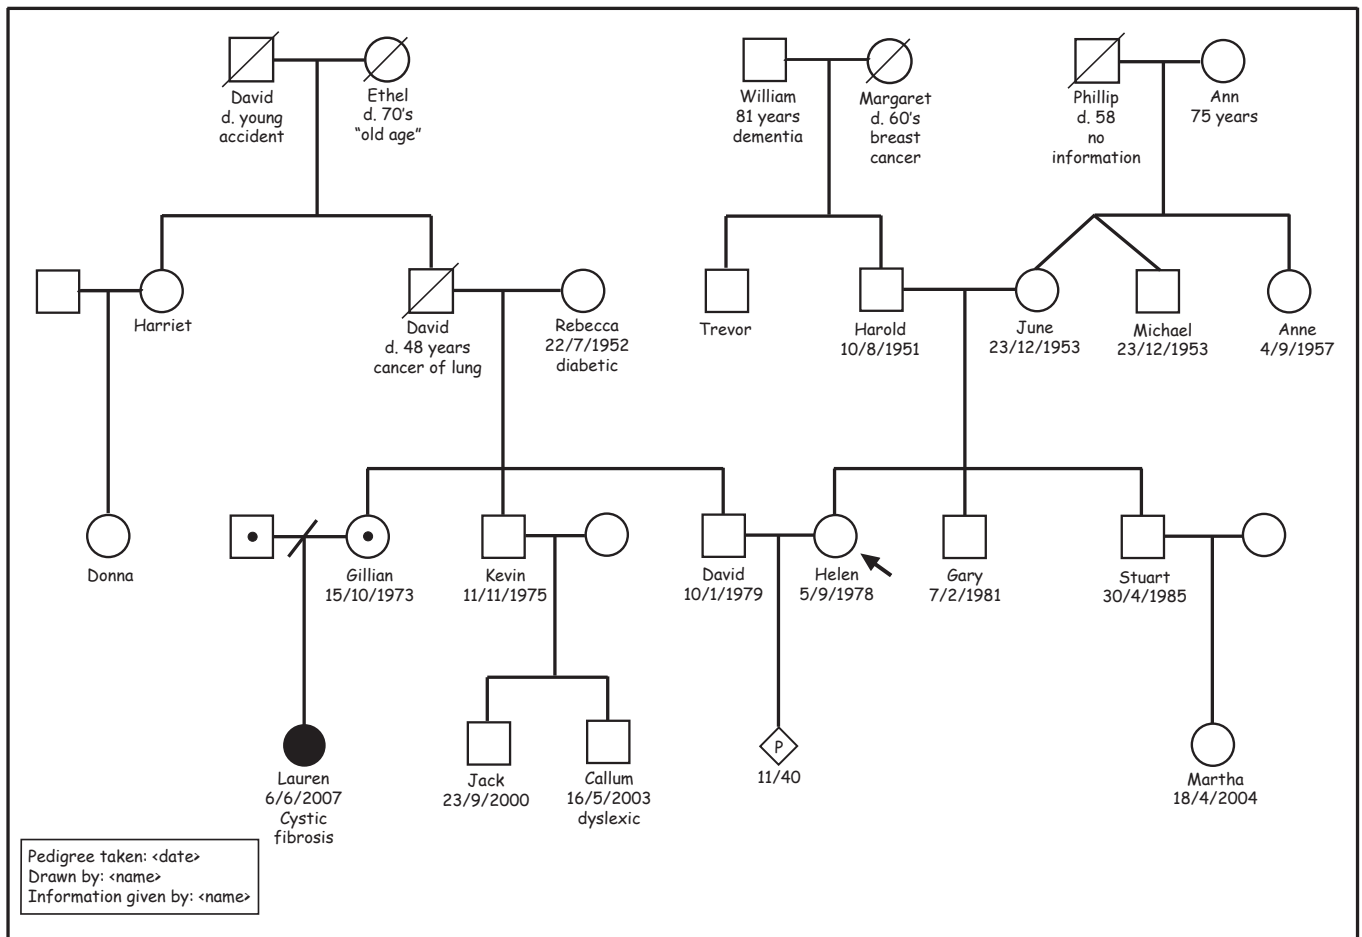 David
d. young
accident
Ethel
d. 70's
"old age"
William
81 years
dementia
Margaret
d. 60's
breast
cancer
Phillip
d. 58
no
information
Ann
75 years
Harriet
David
d. 48 years
cancer of lung
Rebecca
22/7/1952
diabetic
Trevor
Harold
10/8/1951
June
23/12/1953
Michael
23/12/1953
Anne
4/9/1957
Donna
Gillian
15/10/1973
Kevin
11/11/1975
David
10/1/1979
Helen
5/9/1978
Gary
7/2/1981
Stuart
30/4/1985
Lauren
6/6/2007
Cystic
fibrosis
Jack
23/9/2000
Callum
16/5/2003
dyslexic
P
11/40
Martha
18/4/2004
Pedigree taken: <date>
Drawn by: <name>
Information given by: <name>